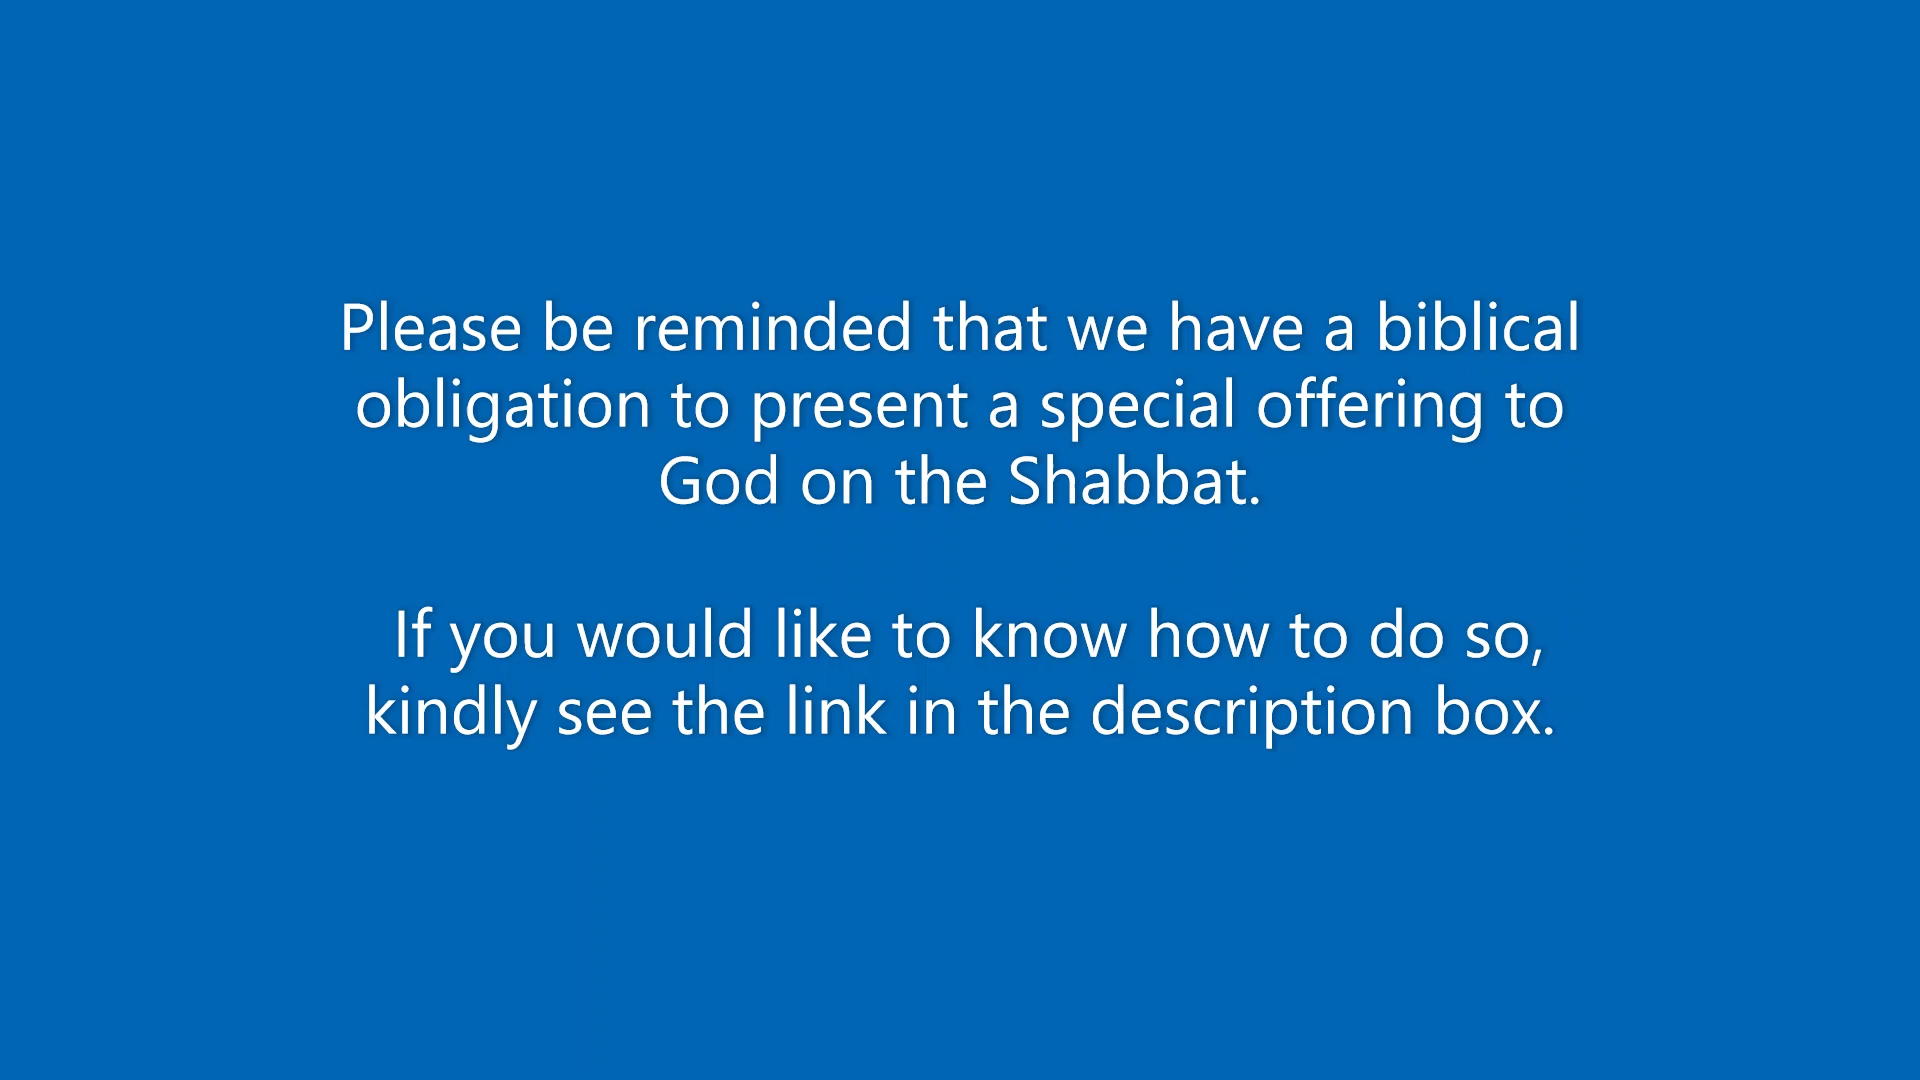 Please be reminded that we have a biblical
obligation to present a special offering to
God on the Shabbat.
If you would like to know how to do so,
kindly see the link in the description box.